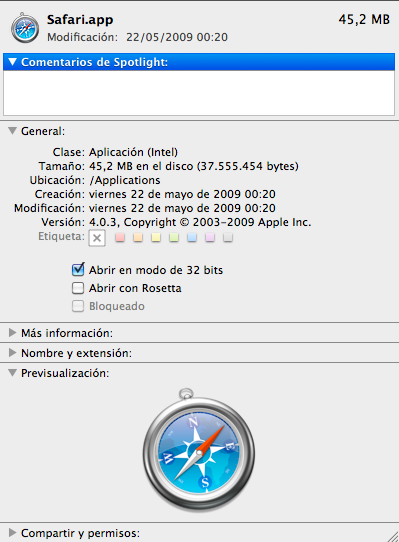 Safari.app 45,2 MB
Modificación: 22/05/2009 00:20
Comentarios de Spotlight:
General:
Clase: Aplicación (Intel)
Tamaño: 45,2 MB en el disco (37.555.454 bytes)
Ubicación: /Applications
Creación: viernes 22 de mayo de 2009 00:20
Modificación: viernes 22 de mayo de 2009 00:20
Versión: 4.0.3, Copyright © 2003-2009 Apple Inc.
Etiqueta:
Abrir en modo de 32 bits
Abrir con Rosetta
Bloqueado
Más información:
Nombre y extensión:
Previsualización:
N
W E
S
Compartir y permisos: